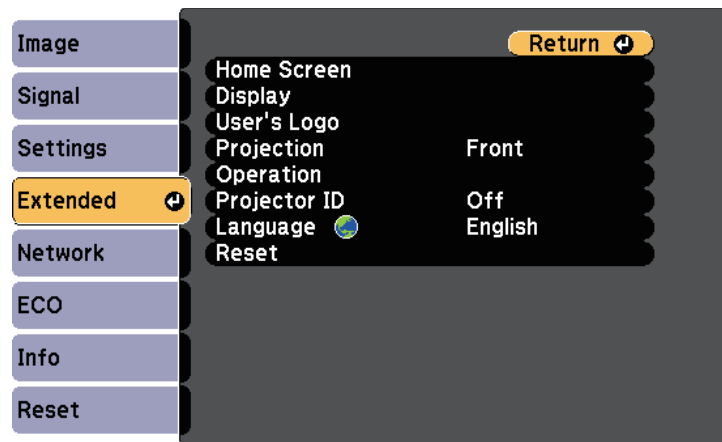 Image
Signal
Settings
Extended
Network
ECO
Info
Reset
Return
Home Screen
Display
User's Logo
Projection Front
Operation
Projector ID Off
Language English
Reset